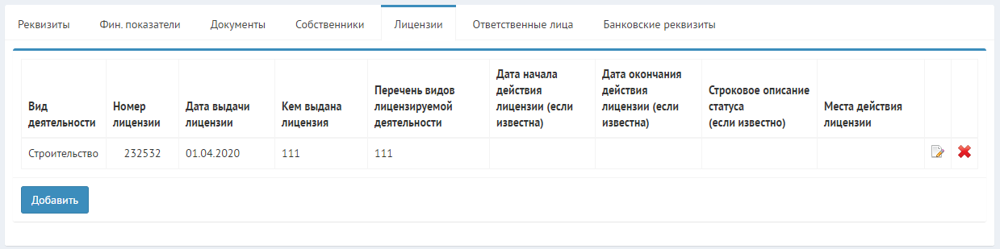 Реквизиты Фин. показатели Документы Собственники Лицензии Ответственные лица Банковские реквизиты
Вид деятельности
Номер лицензии
Дата выдачи лицензии
Кем выдана лицензия
Перечень видов лицензируемой деятельности
Дата начала действия лицензии (если известна)
Дата окончания действия лицензии (если известна)
Строковое описание статуса (если известно)
Места действия лицензии
Строительство 232532 01.04.2020 111 111
Добавить